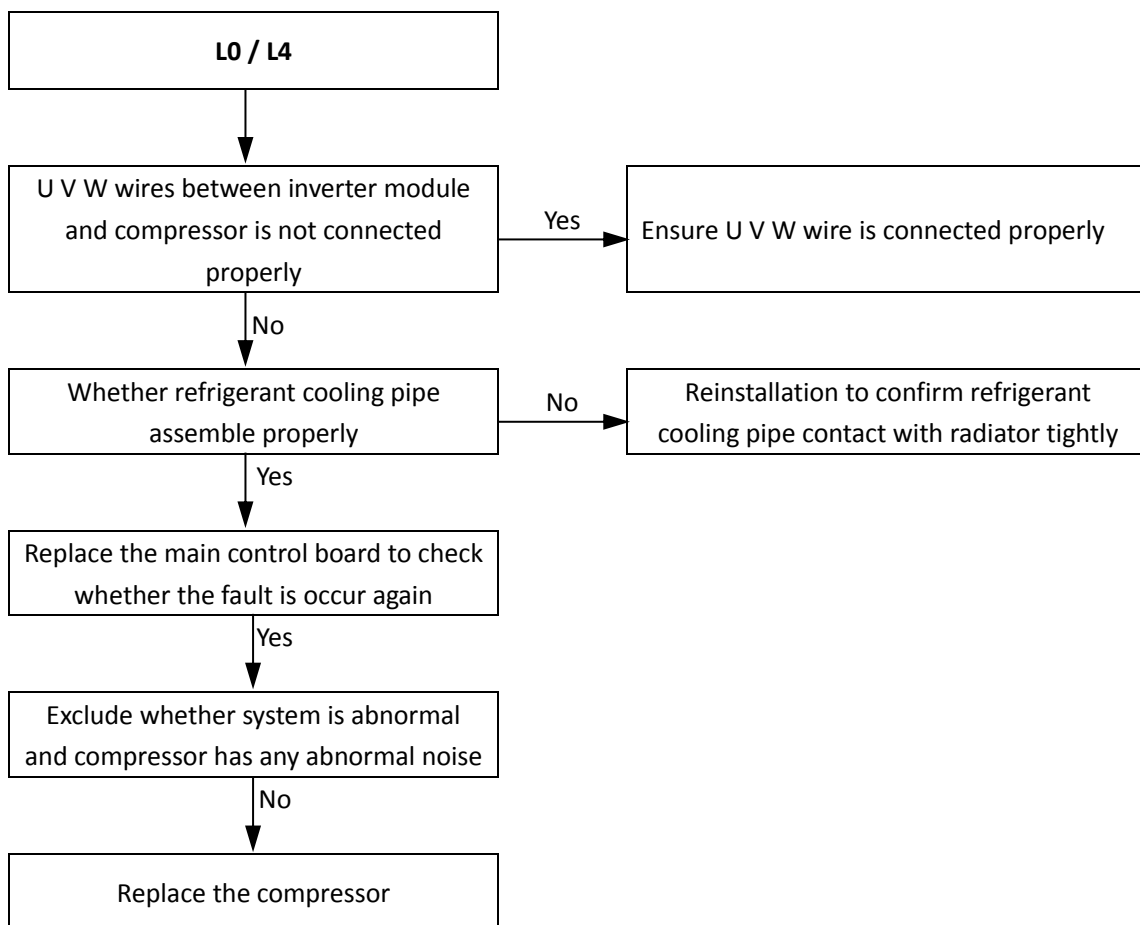 L0 / L4
U V W wires between inverter module
and compressor is not connected
properly
Yes
Ensure U V W wire is connected properly
No
Whether refrigerant cooling pipe
assemble properly
No
Reinstallation to confirm refrigerant
cooling pipe contact with radiator tightly
Yes
Replace the main control board to check
whether the fault is occur again
Yes
Exclude whether system is abnormal
and compressor has any abnormal noise
No
Replace the compressor